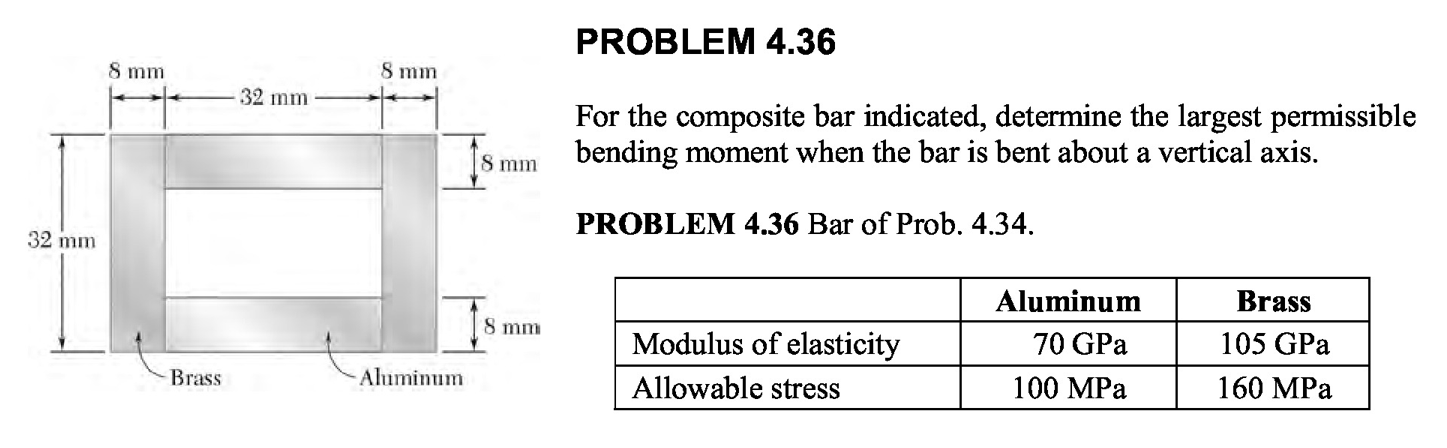 PROBLEM 4.36
8 mm 8 mm
32 mm
For the composite bar indicated, determine the largest permissible
bending moment when the bar is bent about a vertical axis.
8 mm
PROBLEM 4.36 Bar of Prob. 4.34.
32 mm
Aluminum Brass
Modulus of elasticity 70 GPa 105 GPa
Allowable stress 100 MPa 160 MPa
8 mm
Brass Aluminum